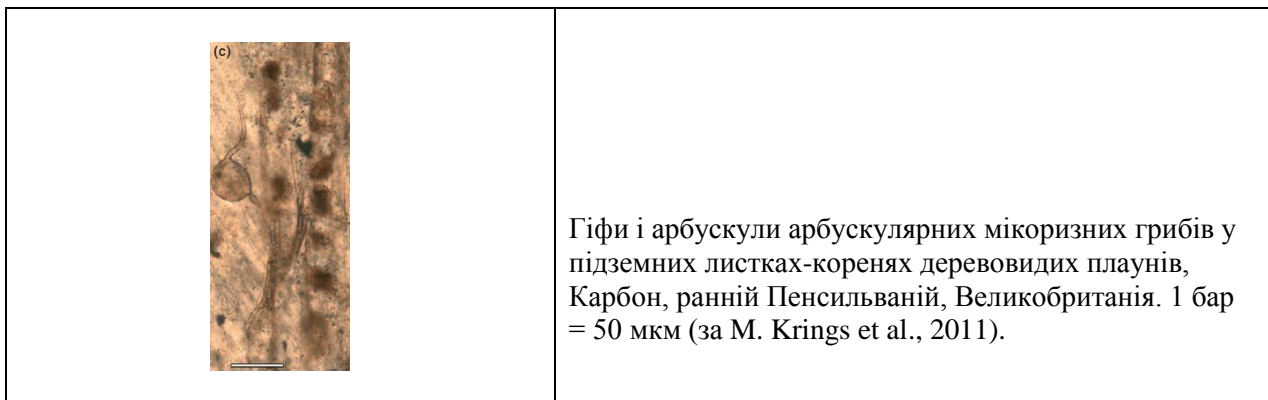 (c)
Гіфи і арбускули арбускулярних мікоризних грибів у
підземних листках-коренях деревовидих плаунів,
Карбон, ранній Пенсильваній, Великобританія. 1 бар
= 50 мкм (за M. Krings et al., 2011).